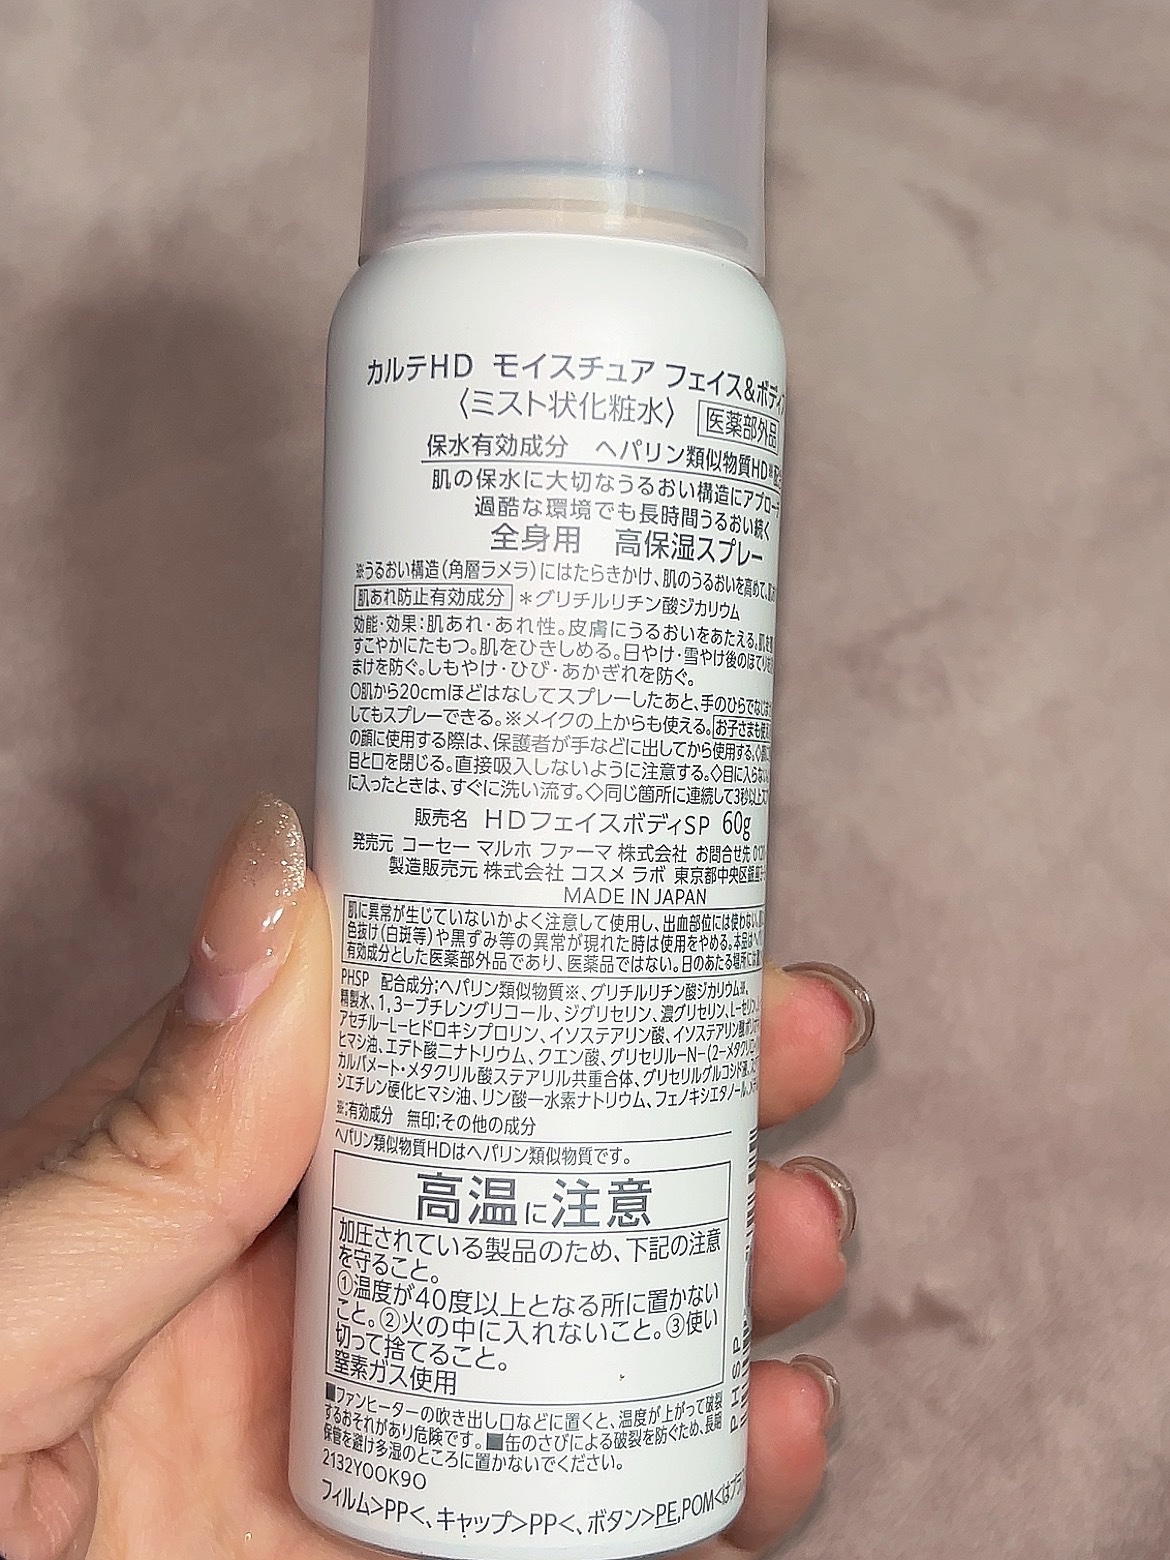 カルテHD モイスチュア フェイス&ボディ
〈ミスト状化粧水〉 医薬部外品
保水有効成分 ヘパリン類似物質HD※配
肌の保水に大切なうるおい構造にアプローチ
過酷な環境でも長時間うるおい続く
全身用 高保湿スプレー
※うるおい構造(角層ラメラ)にはたらきかけ、肌のうるおいを高めて、
肌あれ防止有効成分 *グリチルリチン酸ジカリウム
効能・効果:肌あれ・あれ性。皮膚にうるおいをあたえる。肌を
すこやかにたもつ。肌をひきしめる。日やけ・雪やけ後のほてりを
まけを防ぐ。しもやけ・ひび・あかぎれを防ぐ。
○肌から20cmほどはなしてスプレーしたあと、手のひらでなじ
してもスプレーできる。※メイクの上からも使える。お子さまも使え
の顔に使用する際は、保護者が手などに出してから使用する。◇
目と口を閉じる。直接吸入しないように注意する。◇目に入らない
に入ったときは、すぐに洗い流す。◇同じ箇所に連続して3秒以上ス
販売名 HDフェイスボディSP 60g
発売元 コーセー マルホ ファーマ 株式会社 お問合せ先 012
製造販売元 株式会社 コスメ ラボ 東京都中央区銀座
MADE IN JAPAN
肌に異常が生じていないかよく注意して使用し、出血部位には使わない。
色抜け(白斑等)や黒ずみ等の異常が現れた時は使用をやめる。本品は
有効成分とした医薬部外品であり、医薬品ではない。日のあたる場所
PHSP 配合成分;ヘパリン類似物質※、グリチルリチン酸ジカリウム※、
精製水、1,3-ブチレングリコール、ジグリセリン、濃グリセリン、L-セリン、
アセチル-L-ヒドロキシプロリン、イソステアリン酸、イソステアリン酸
ヒマシ油、エデト酸二ナトリウム、クエン酸、グリセリル-N-(2-メタクリ
カルバメート・メタクリル酸ステアリル共重合体、グリセリルグルコシド液、
シエチレン硬化ヒマシ油、リン酸一水素ナトリウム、フェノキシエタノール、
※;有効成分 無印;その他の成分
ヘパリン類似物質HDはヘパリン類似物質です。
高温に注意
加圧されている製品のため、下記の注意
を守ること。
①温度が40度以上となる所に置かない
こと。②火の中に入れないこと。③使い
切って捨てること。
窒素ガス使用
■ファンヒーターの吹き出し口などに置くと、温度が上がって破裂
するおそれがあり危険です。■缶のさびによる破裂を防ぐため、長期
保管を避け多湿のところに置かないでください。
2132YOOK9O
フィルム>PP<、キャップ>PP<、ボタン>PE,POM<はプラ
PHSP